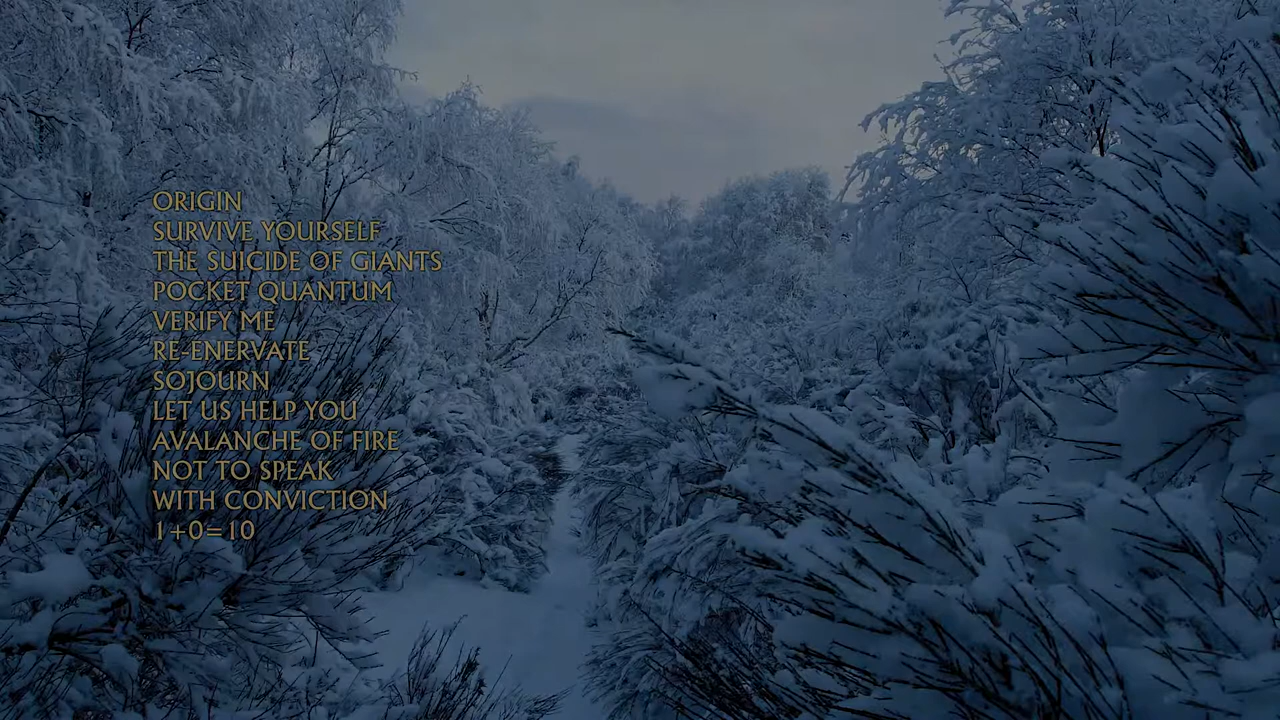 ORIGIN
SURVIVE YOURSELF
THE SUICIDE OF GIANTS
POCKET QUANTUM
VERIFY ME
RE-ENERVATE
SOJOURN
LET US HELP YOU
AVALANCHE OF FIRE
NOT TO SPEAK
WITH CONVICTION
1+0=10